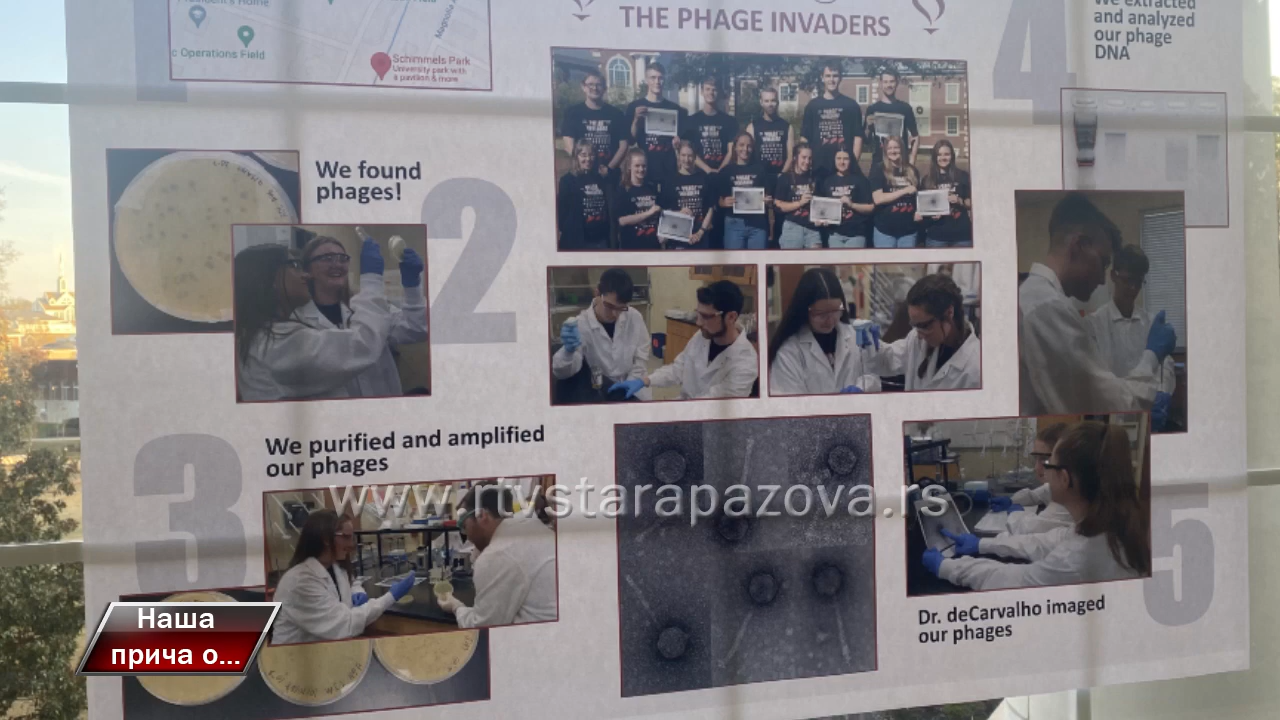 THE PHAGE INVADERS
c Operations Field
Schimmels Park
University park with
a pavilion & more
1
4
We extracted
and analyzed
our phage
DNA
We found
phages!
2
We purified and amplified
our phages
3
www.rtvstarapazova.rs
5
Dr. deCarvalho imaged
our phages
Наша
прича о...